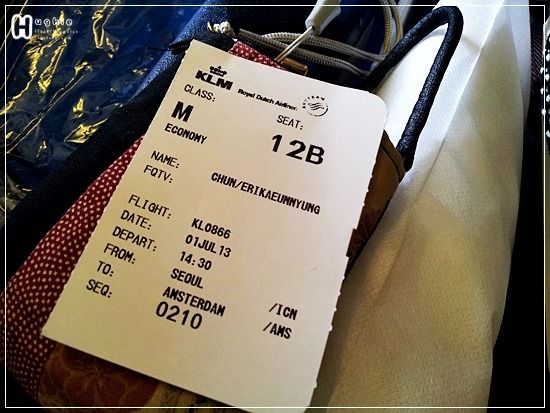 Hughie
KLM Royal Dutch Airlines
SKYTEAM
CLASS: SEAT:
M 12B
ECONOMY
NAME: CHUN/ERIKAEUNNYUNG
FQTV:
FLIGHT: KL0866
DATE: 01JUL13
DEPART: 14:30
FROM: SEOUL /ICN
TO: AMSTERDAM /AMS
SEQ: 0210